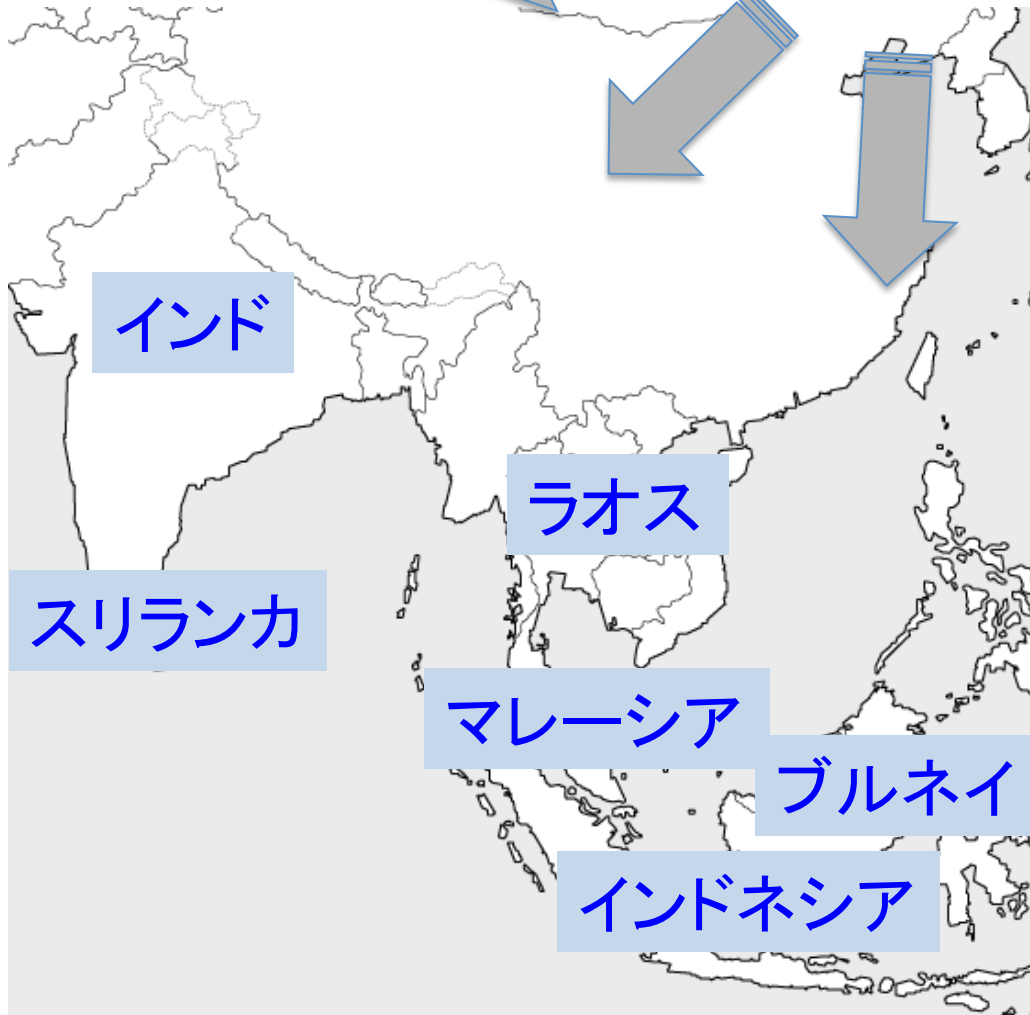 インド
ラオス
スリランカ
マレーシア
ブルネイ
インドネシア